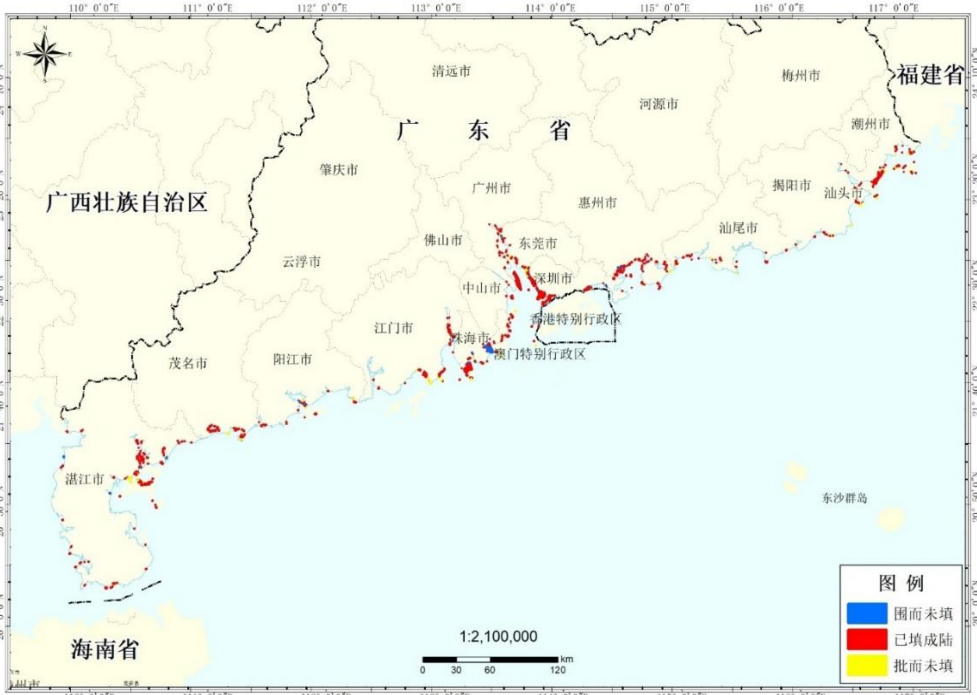 110° 0'0"E 111° 0'0"E 112° 0'0"E 113° 0'0"E 114° 0'0"E 115° 0'0"E 116° 0'0"E 117° 0'0"E
N
W E
S
清远市
梅州市
福建省
河源市
潮州市
广东省
肇庆市
广州市
揭阳市
广西壮族自治区
惠州市
汕头市
汕尾市
佛山市
东莞市
云浮市
深圳市
中山市
香港特别行政区
江门市
珠海市
澳门特别行政区
茂名市
阳江市
湛江市
东沙群岛
图例
围而未填
已填成陆
批而未填
海南省
1:2,100,000
0 30 60 120
km